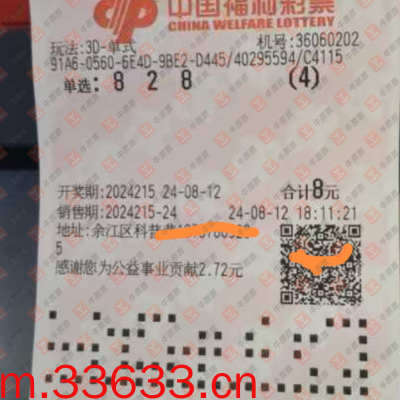 中国福利彩票
CHINA WELFARE LOTTERY
玩法:3D-单式 机号:36060202
91A6-0560-6E4D-9BE2-D445/40295594/C4115
单选: 8 2 8 (4)
开奖期:2024215 24-08-12 合计8元
销售期:2024215-24 24-08-12 18:11:21
地址:余江区科
5
感谢您为公益事业贡献2.72元
m.33633.cn